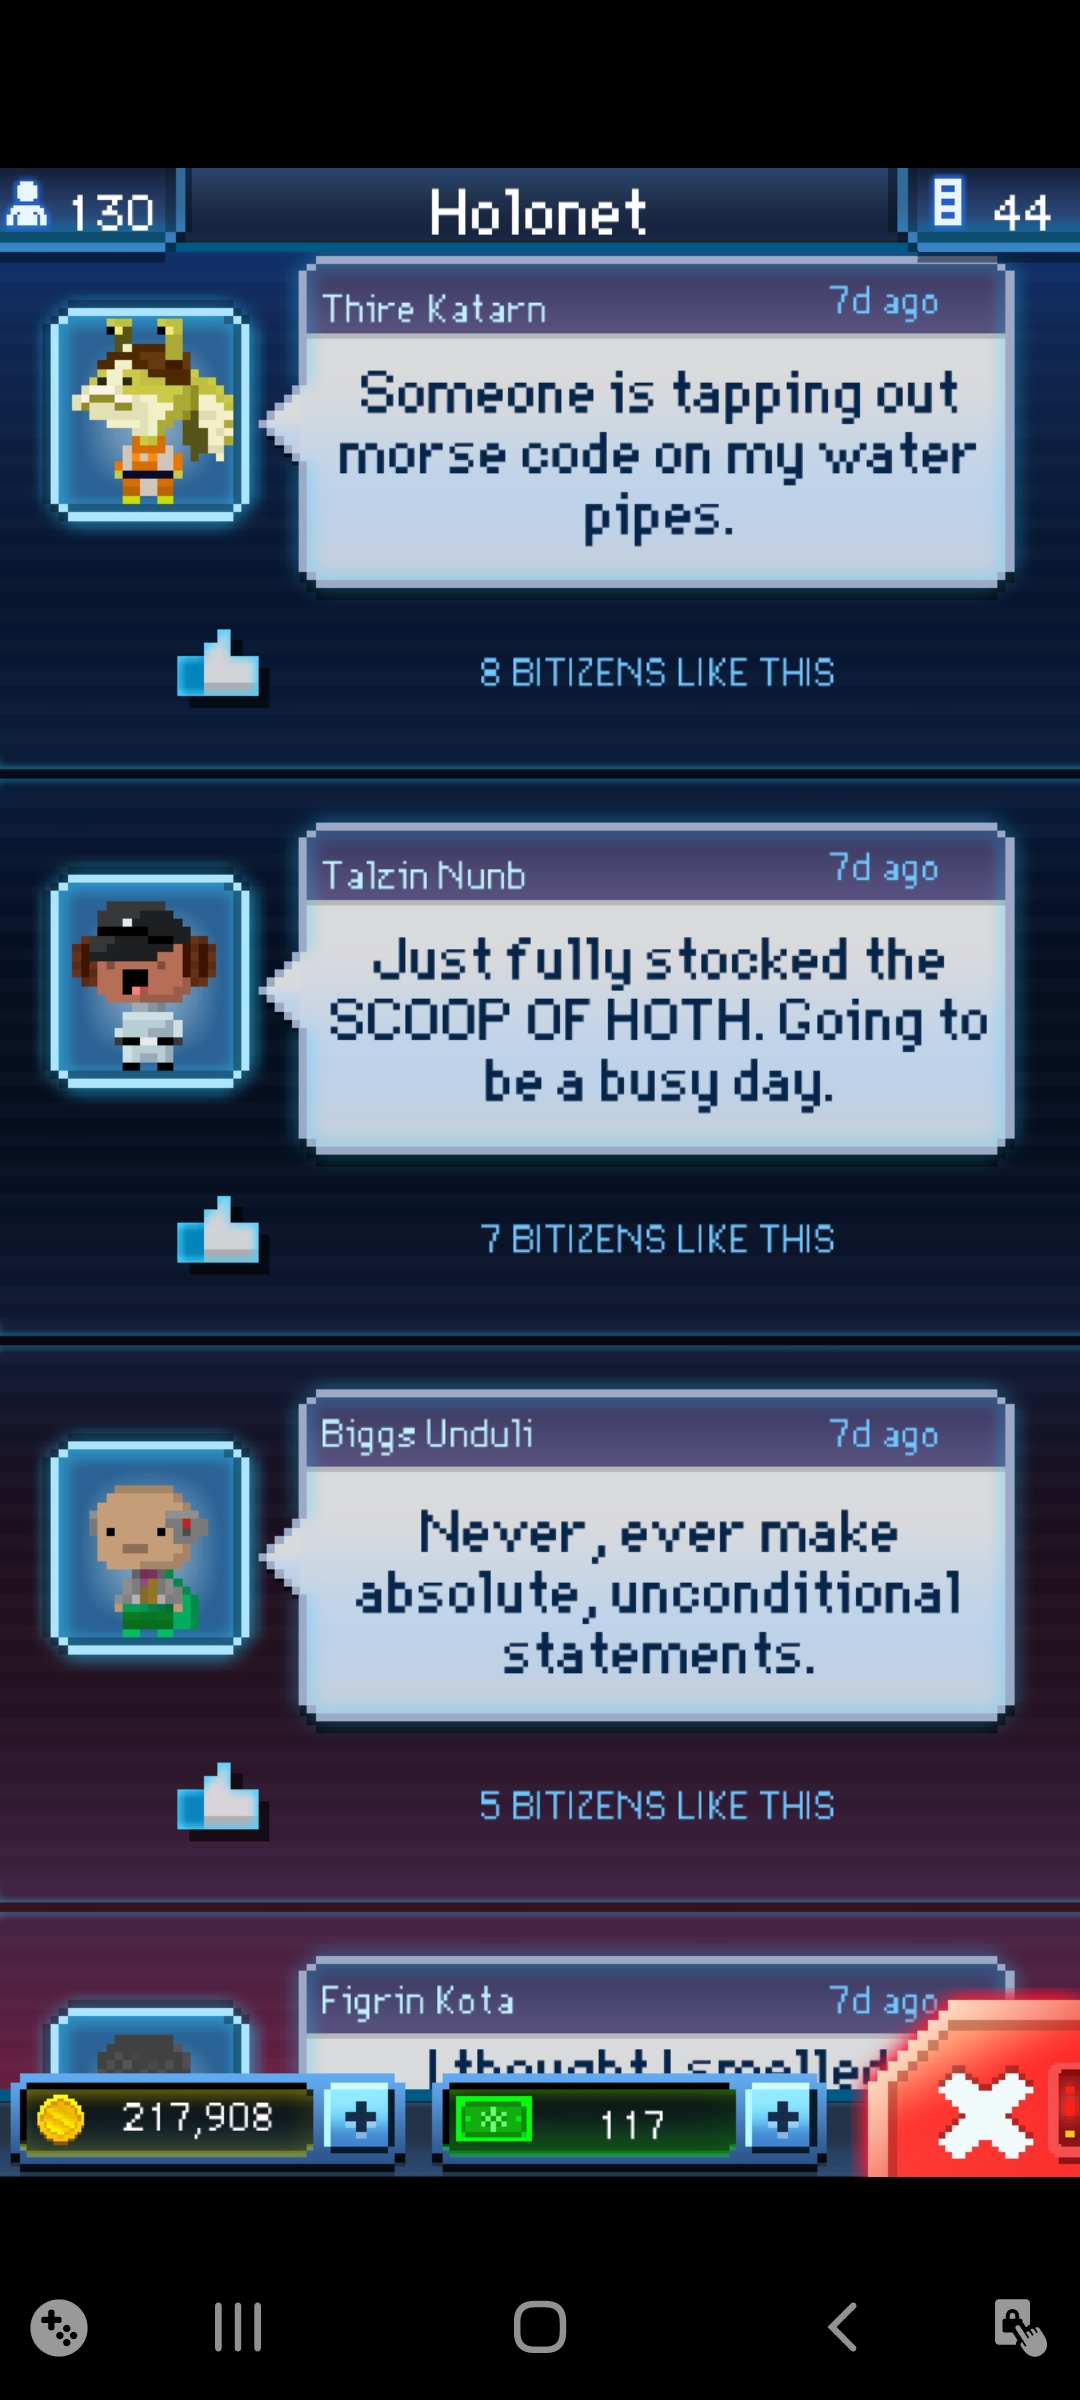 130
Holonet
44
Thire Katarn
7d ago
Someone is tapping out
morse code on my water
pipes.
8 BITIZENS LIKE THIS
Talzin Nunb
7d ago
Just fully stocked the
SCOOP OF HOTH. Going to
be a busy day.
7 BITIZENS LIKE THIS
Biggs Unduli
7d ago
Never, ever make
absolute, unconditional
statements.
5 BITIZENS LIKE THIS
Figrin Kota
7d ago
I thought I smelled
217,908
117